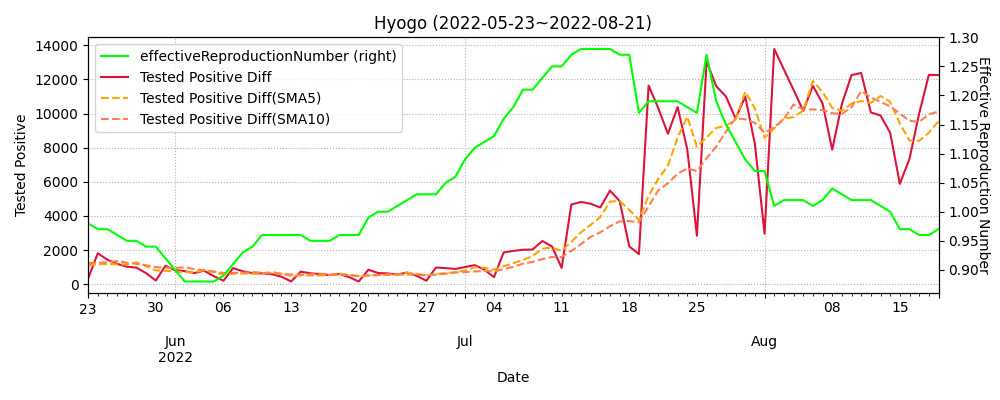 Hyogo (2022-05-23~2022-08-21)
effectiveReproductionNumber (right)
Tested Positive Diff
Tested Positive Diff(SMA5)
Tested Positive Diff(SMA10)
Tested Positive
14000
12000
10000
8000
6000
4000
2000
0
1.30
1.25
1.20
1.15
1.10
1.05
1.00
0.95
0.90
Effective Reproduction Number
23 30 06 13 20 27 04 11 18 25 08 15
Jun Jul Aug
2022
Date